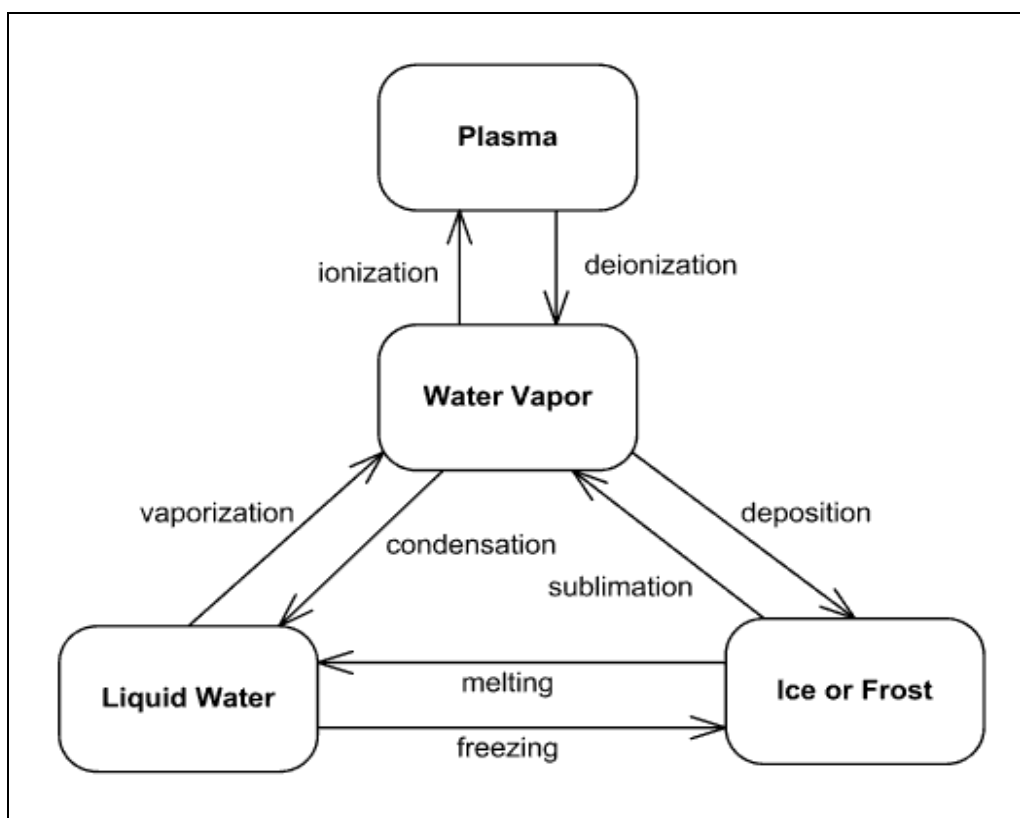 Plasma
ionization
deionization
Water Vapor
vaporization
condensation
deposition
sublimation
Liquid Water
melting
freezing
Ice or Frost